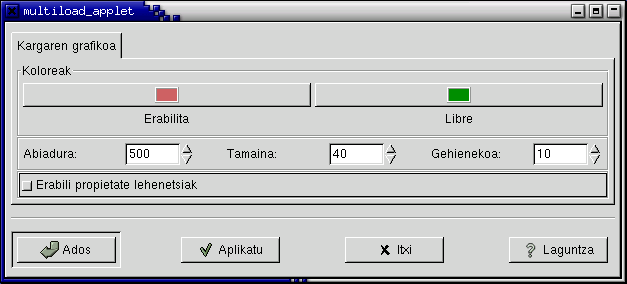 multiload_applet
Kargaren grafikoa
Koloreak
Erabilita Libre
Abiadura: 500 Tamaina: 40 Gehienekoa: 10
Erabili propietate lehenetsiak
Ados Aplikatu Itxi Laguntza